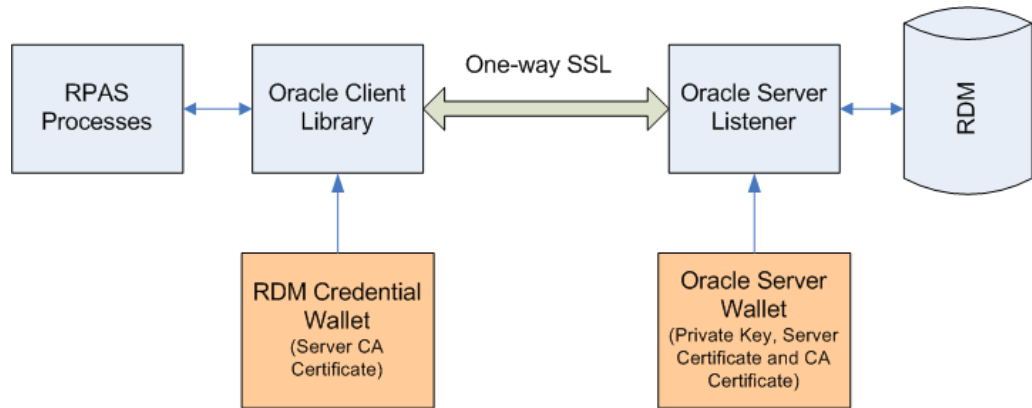 One-way SSL
RPAS
Processes
Oracle Client
Library
Oracle Server
Listener
RDM
RDM Credential
Wallet
(Server CA
Certificate)
Oracle Server
Wallet
(Private Key, Server
Certificate and CA
Certificate)